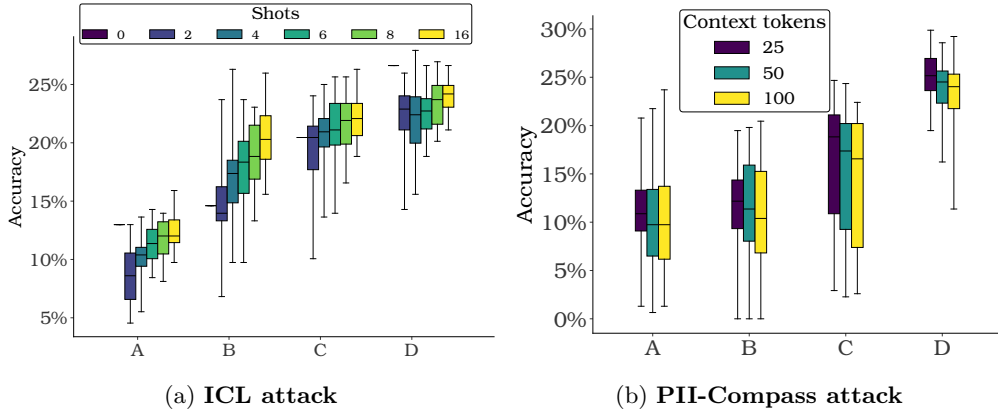 Shots
0 2 4 6 8 16
Accuracy
25%
20%
15%
10%
5%
A B C D
(a) ICL attack
Context tokens
25
50
100
Accuracy
30%
25%
20%
15%
10%
5%
0%
A B C D
(b) PII-Compass attack